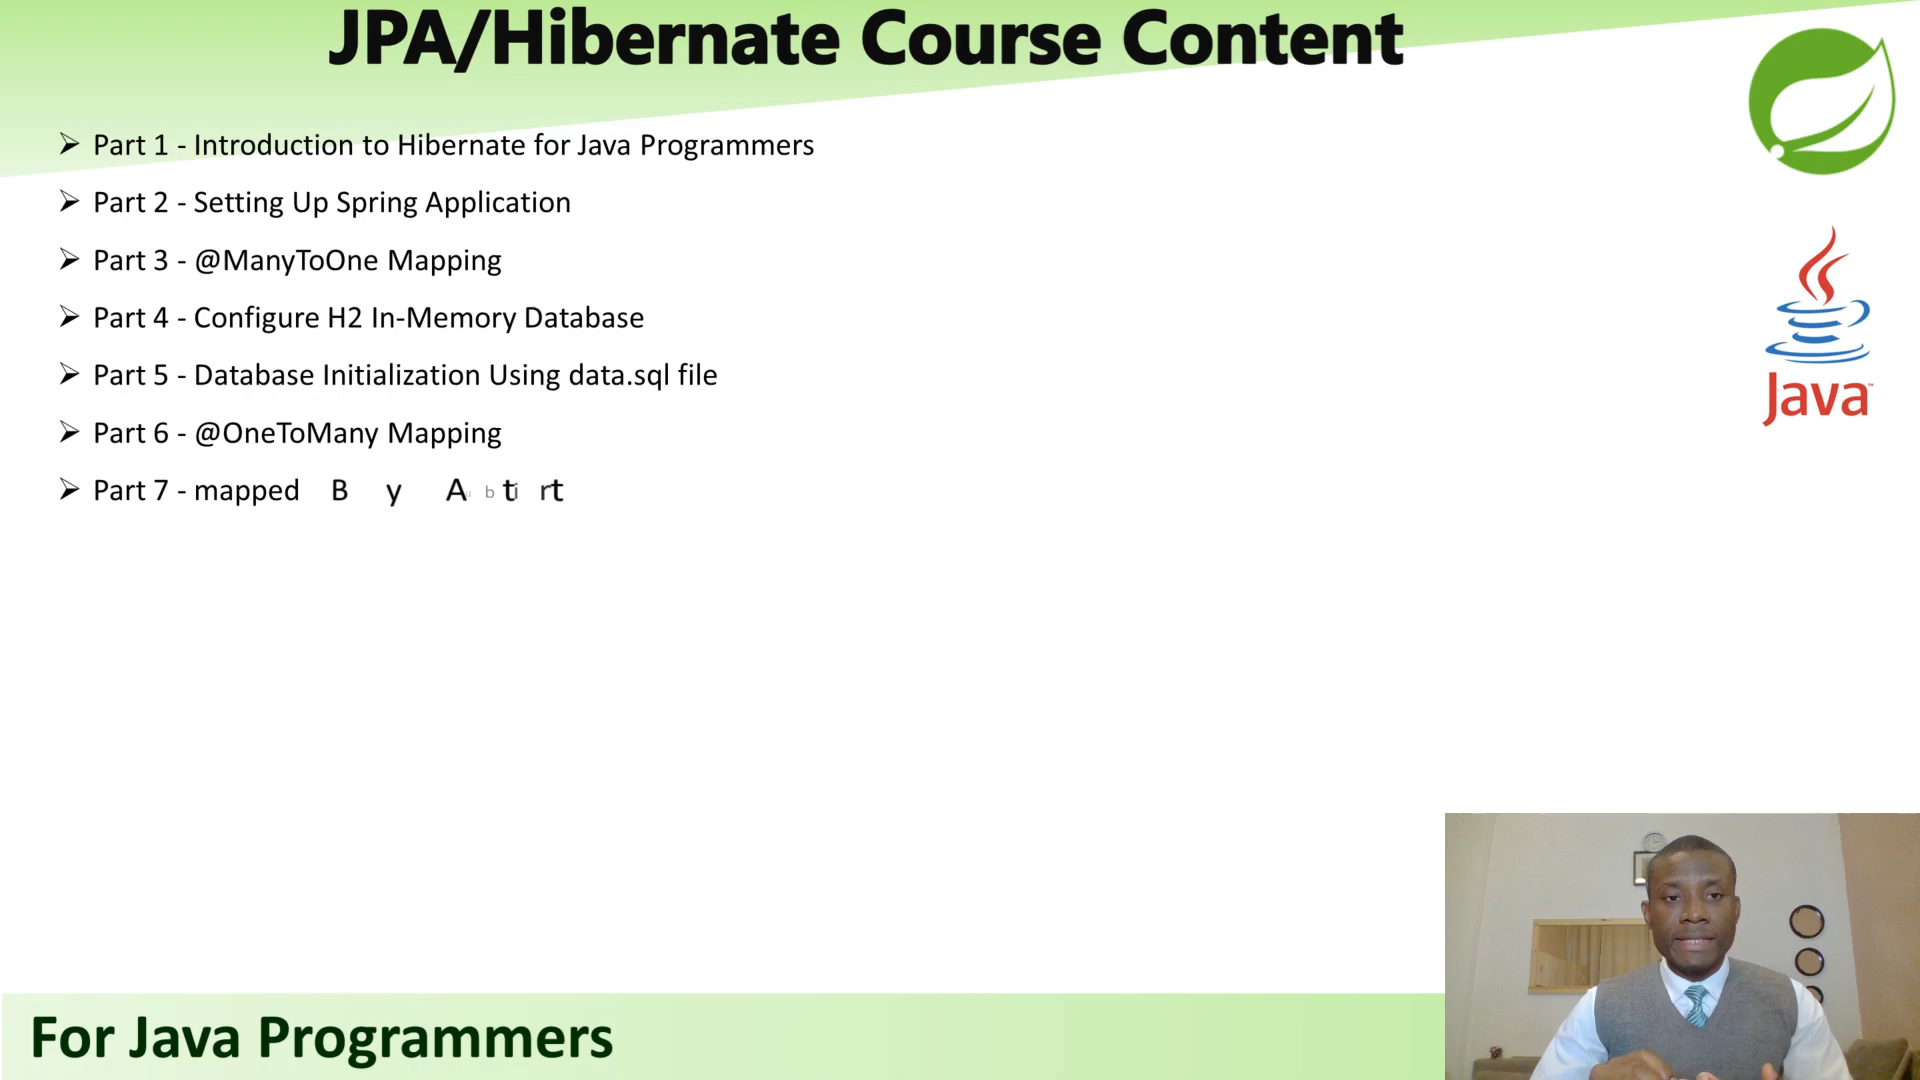 JPA/Hibernate Course Content
Part 1 - Introduction to Hibernate for Java Programmers
Part 2 - Setting Up Spring Application
Part 3 - @ManyToOne Mapping
Part 4 - Configure H2 In-Memory Database
Part 5 - Database Initialization Using data.sql file
Part 6 - @OneToMany Mapping
Part 7 - mapped B y
Java
For Java Programmers